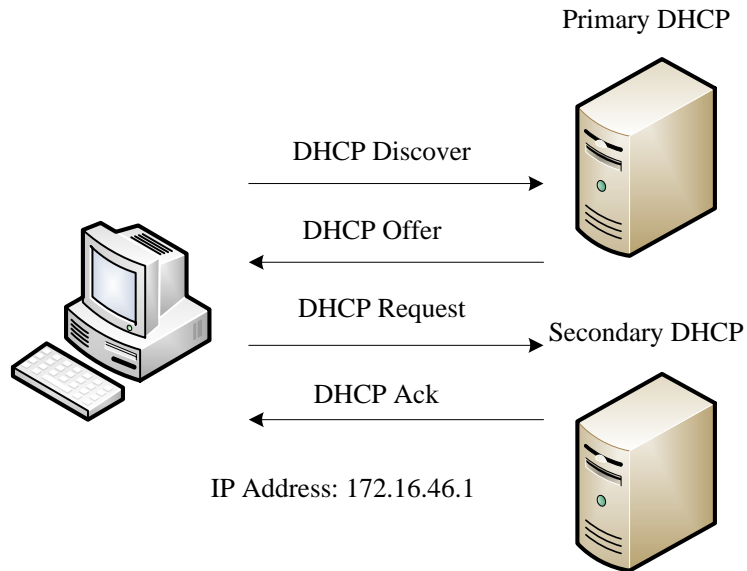 Primary DHCP
DHCP Discover
DHCP Offer
DHCP Request
Secondary DHCP
DHCP Ack
IP Address: 172.16.46.1